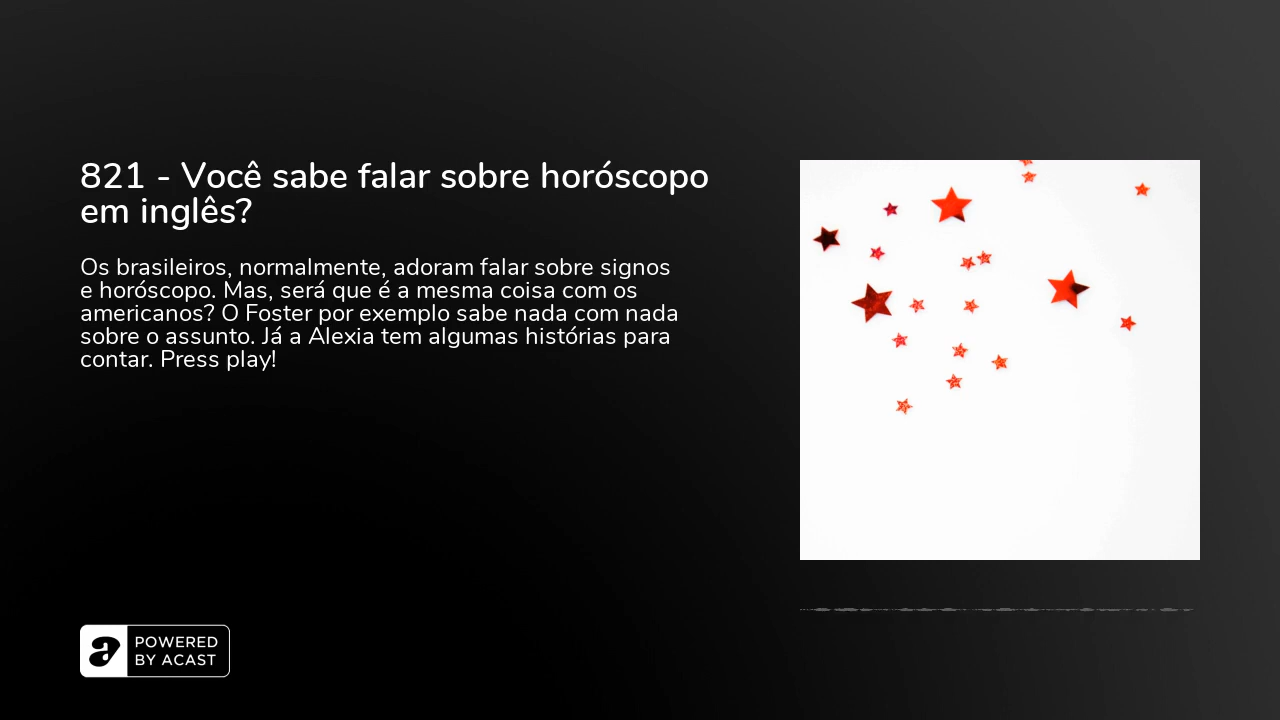 821 - Você sabe falar sobre horóscopo
em inglês?
Os brasileiros, normalmente, adoram falar sobre signos
e horóscopo. Mas, será que é a mesma coisa com os
americanos? O Foster por exemplo sabe nada com nada
sobre o assunto. Já a Alexia tem algumas histórias para
contar. Press play!
POWERED
BY ACAST